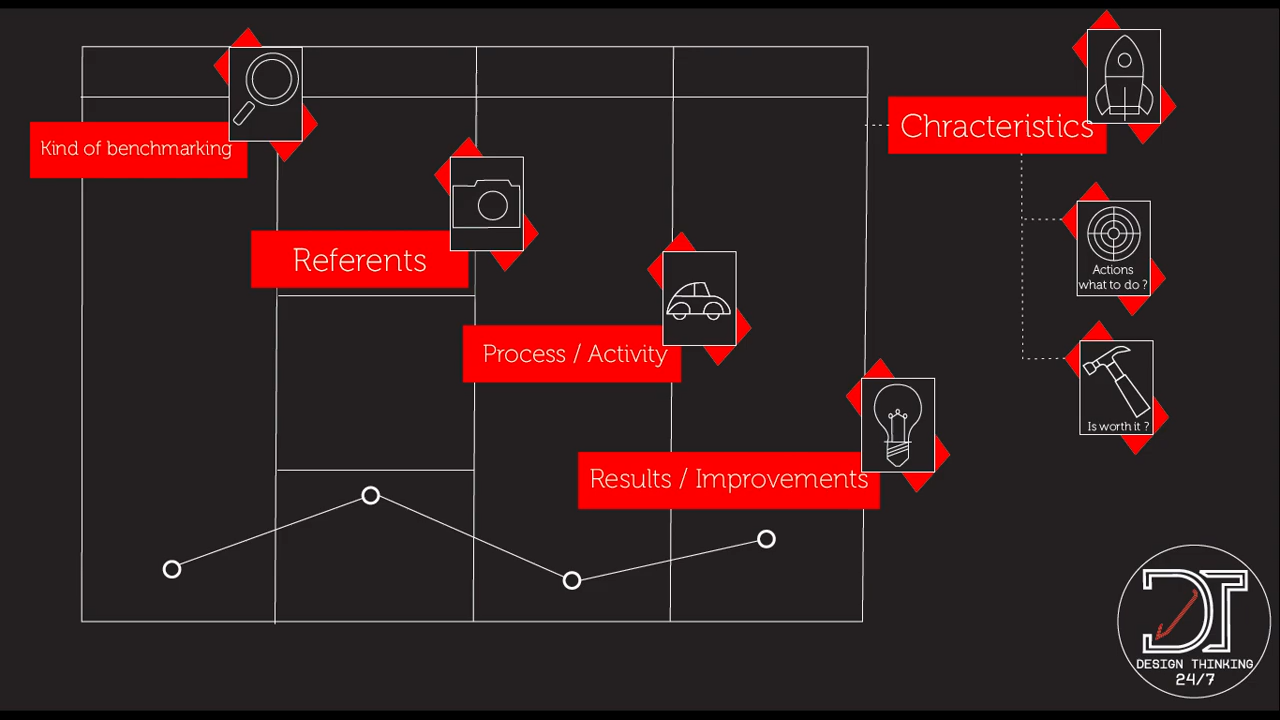 Kind of benchmarking
Chracteristics
Referents
Actions
what to do ?
Process / Activity
Is worth it ?
Results / Improvements
DT
DESIGN THINKING
24/7